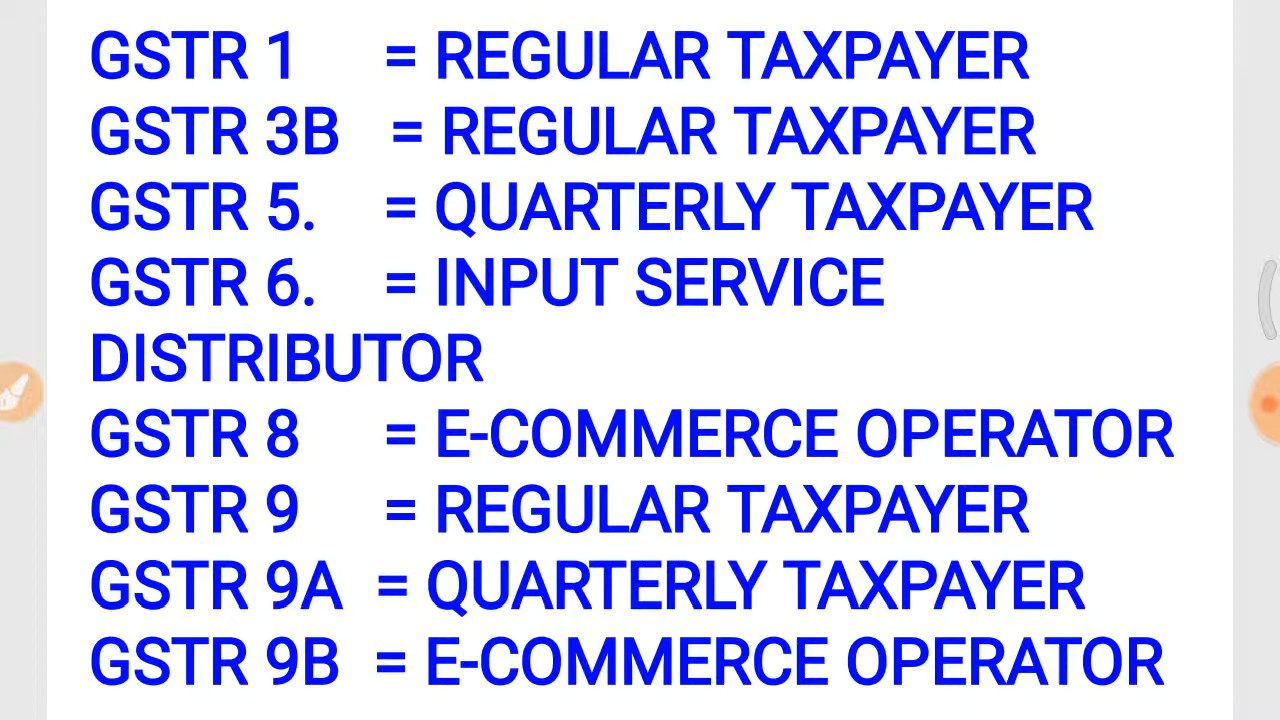 GSTR 1 = REGULAR TAXPAYER
GSTR 3B = REGULAR TAXPAYER
GSTR 5. = QUARTERLY TAXPAYER
GSTR 6. = INPUT SERVICE
DISTRIBUTOR
GSTR 8 = E-COMMERCE OPERATOR
GSTR 9 = REGULAR TAXPAYER
GSTR 9A = QUARTERLY TAXPAYER
GSTR 9B = E-COMMERCE OPERATOR